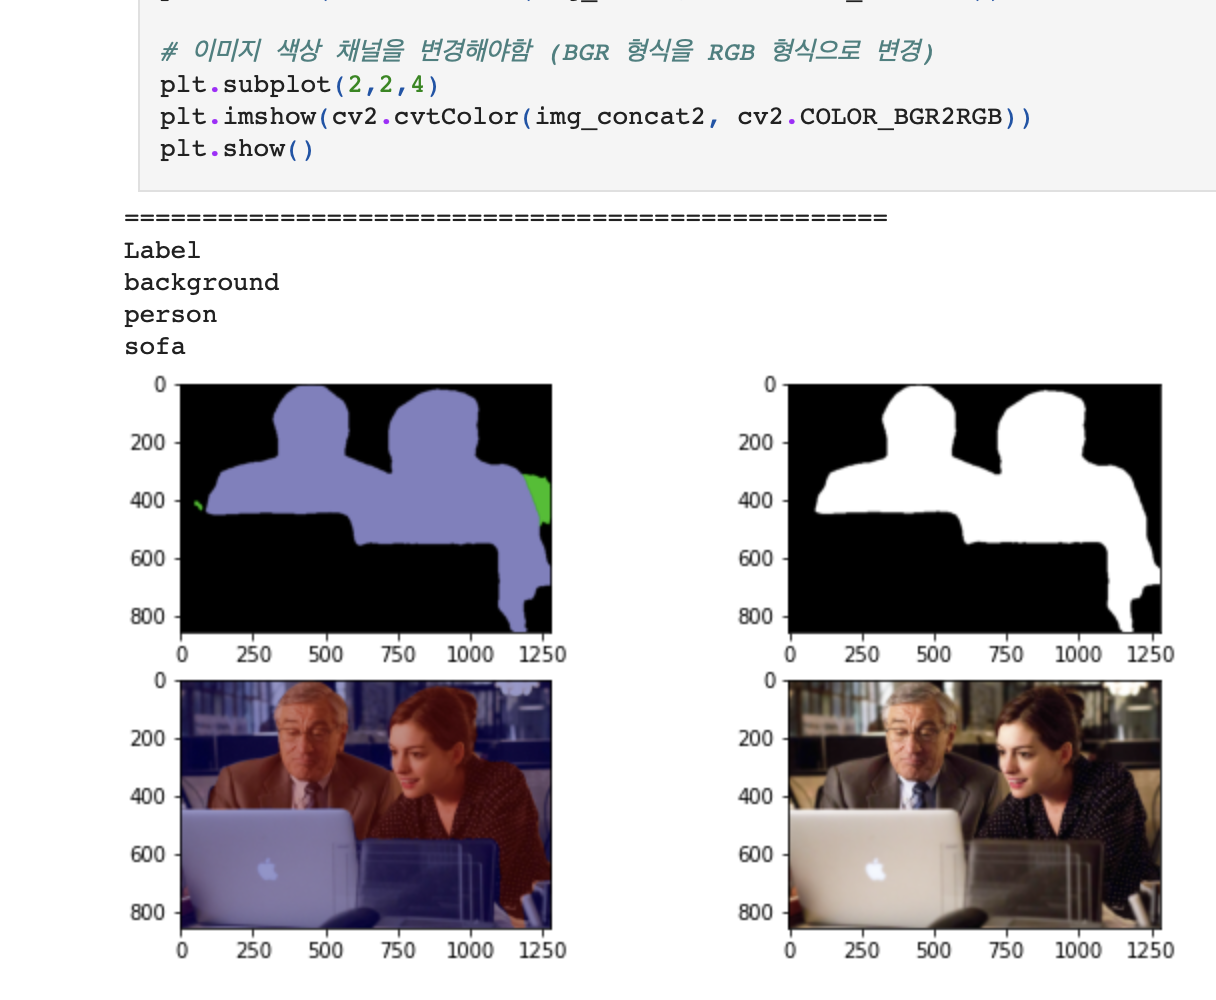 # 이미지 색상 채널을 변경해야함 (BGR 형식을 RGB 형식으로 변경)
plt.subplot(2,2,4)
plt.imshow(cv2.cvtColor(img_concat2, cv2.COLOR_BGR2RGB))
plt.show()
=================================================
Label
background
person
sofa
0
200
400
600
800
0 250 500 750 1000 1250
0
200
400
600
800
0 250 500 750 1000 1250
0
200
400
600
800
0 250 500 750 1000 1250
0
200
400
600
800
0 250 500 750 1000 1250